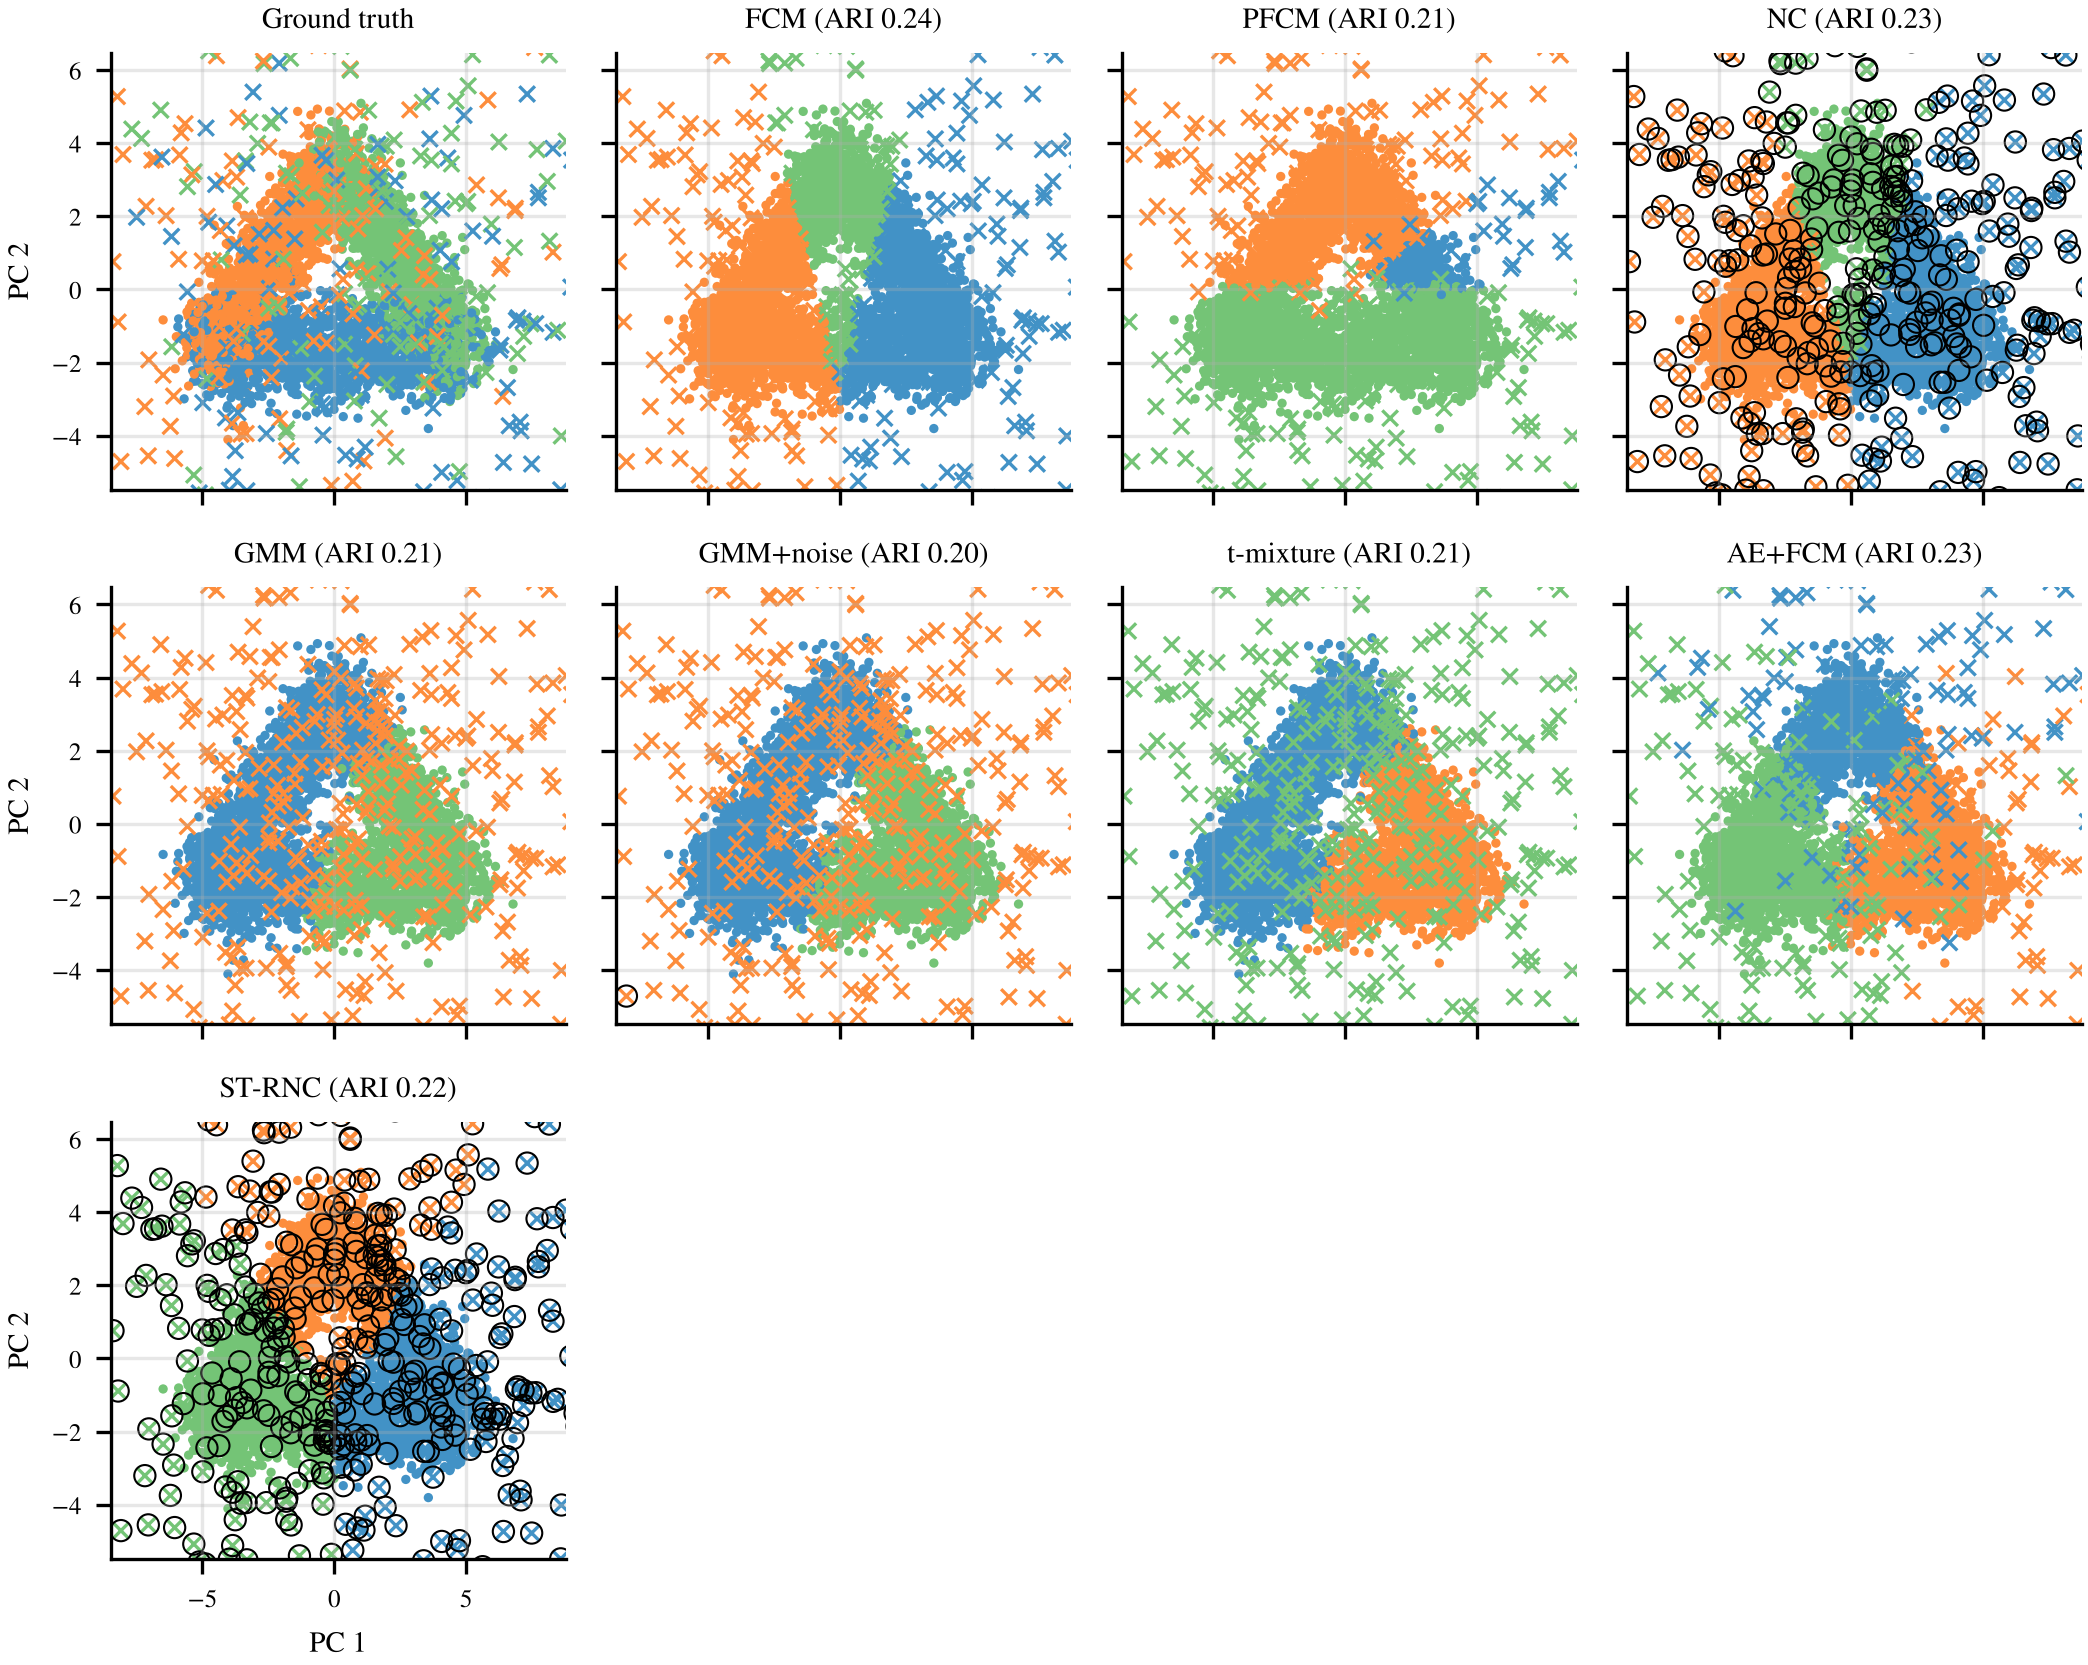 Ground truth
FCM (ARI 0.24)
PFCM (ARI 0.21)
NC (ARI 0.23)
6
4
2
0
−2
−4
PC 2
GMM (ARI 0.21)
GMM+noise (ARI 0.20)
t-mixture (ARI 0.21)
AE+FCM (ARI 0.23)
6
4
2
0
−2
−4
PC 2
ST-RNC (ARI 0.22)
6
4
2
0
−2
−4
PC 2
−5
0
5
PC 1